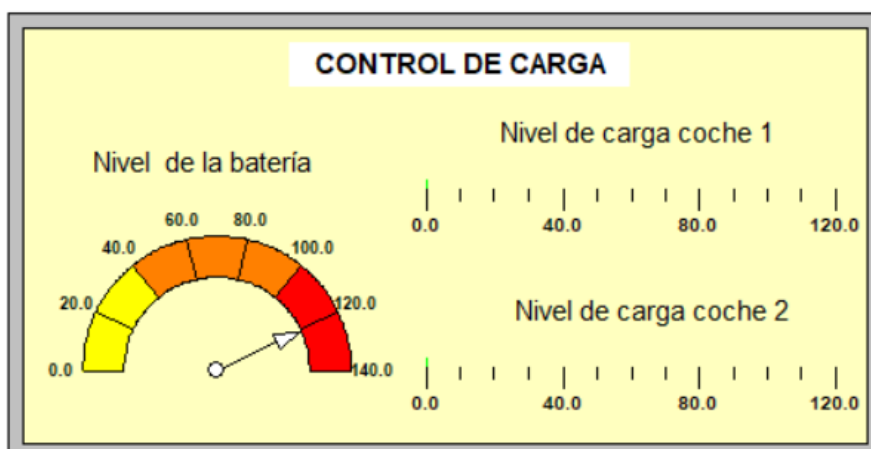 CONTROL DE CARGA
Nivel de la batería
0.0
20.0
40.0
60.0
80.0
100.0
120.0
140.0
Nivel de carga coche 1
0.0 40.0 80.0 120.0
Nivel de carga coche 2
0.0 40.0 80.0 120.0